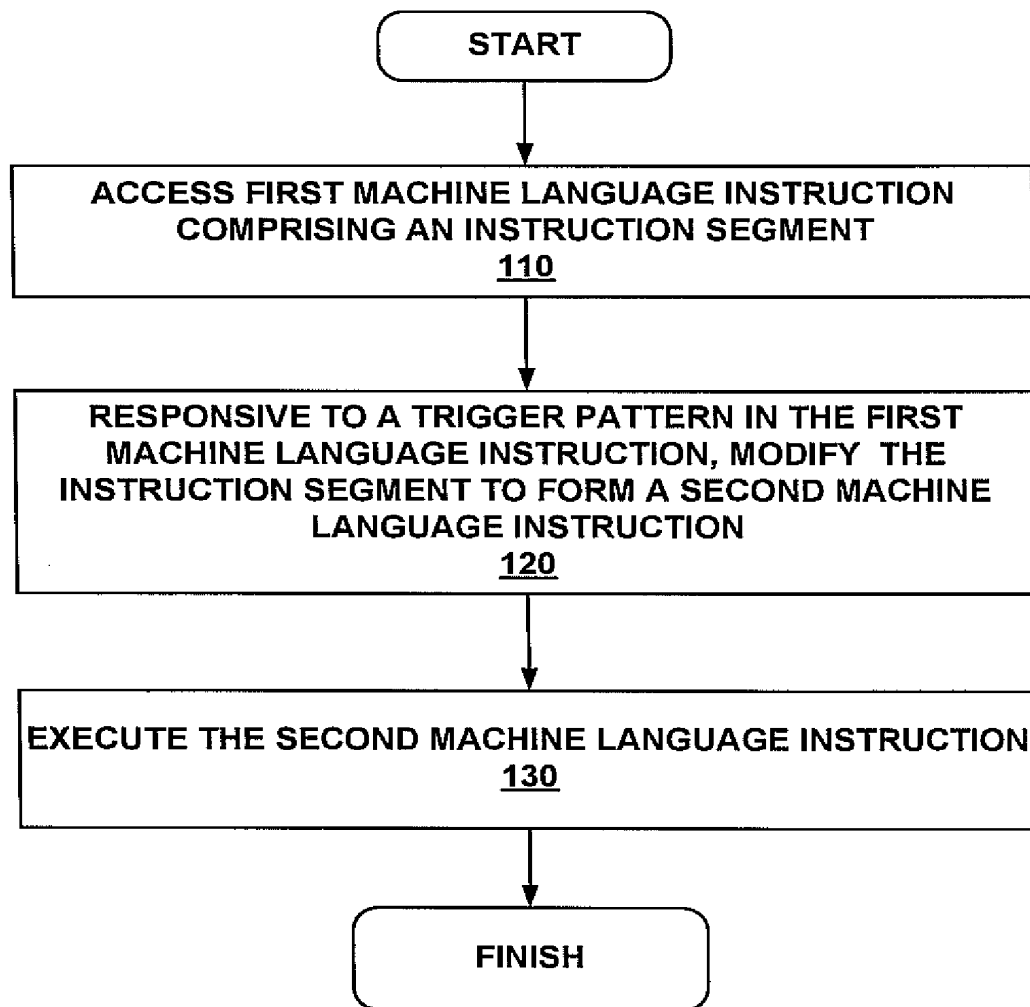 START
ACCESS FIRST MACHINE LANGUAGE INSTRUCTION
COMPRISING AN INSTRUCTION SEGMENT
110
RESPONSIVE TO A TRIGGER PATTERN IN THE FIRST
MACHINE LANGUAGE INSTRUCTION, MODIFY THE
INSTRUCTION SEGMENT TO FORM A SECOND MACHINE
LANGUAGE INSTRUCTION
120
EXECUTE THE SECOND MACHINE LANGUAGE INSTRUCTION
130
FINISH